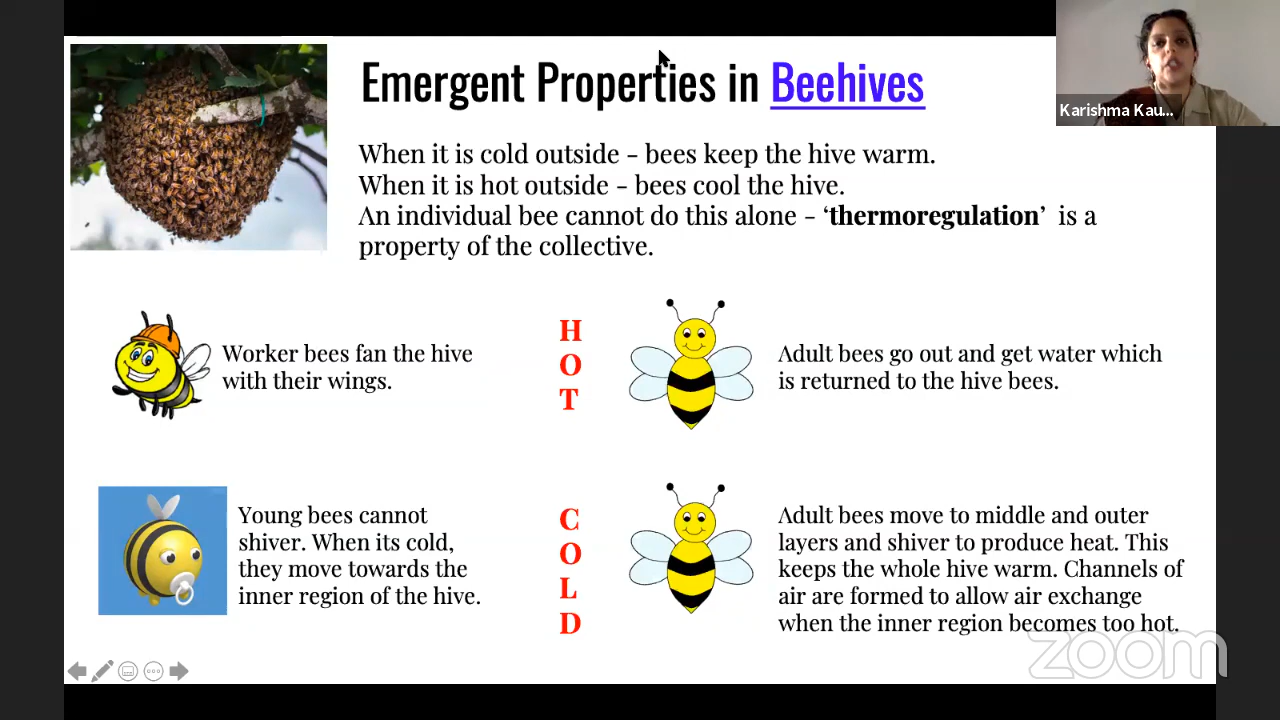 Emergent Properties in Beehives
Karishma Kau...
When it is cold outside - bees keep the hive warm.
When it is hot outside - bees cool the hive.
An individual bee cannot do this alone - ‘thermoregulation’ is a
property of the collective.
Worker bees fan the hive
with their wings.
H
O
T
Adult bees go out and get water which
is returned to the hive bees.
Young bees cannot
shiver. When its cold,
they move towards the
inner region of the hive.
C
O
L
D
Adult bees move to middle and outer
layers and shiver to produce heat. This
keeps the whole hive warm. Channels of
air are formed to allow air exchange
when the inner region becomes too hot.
zoom